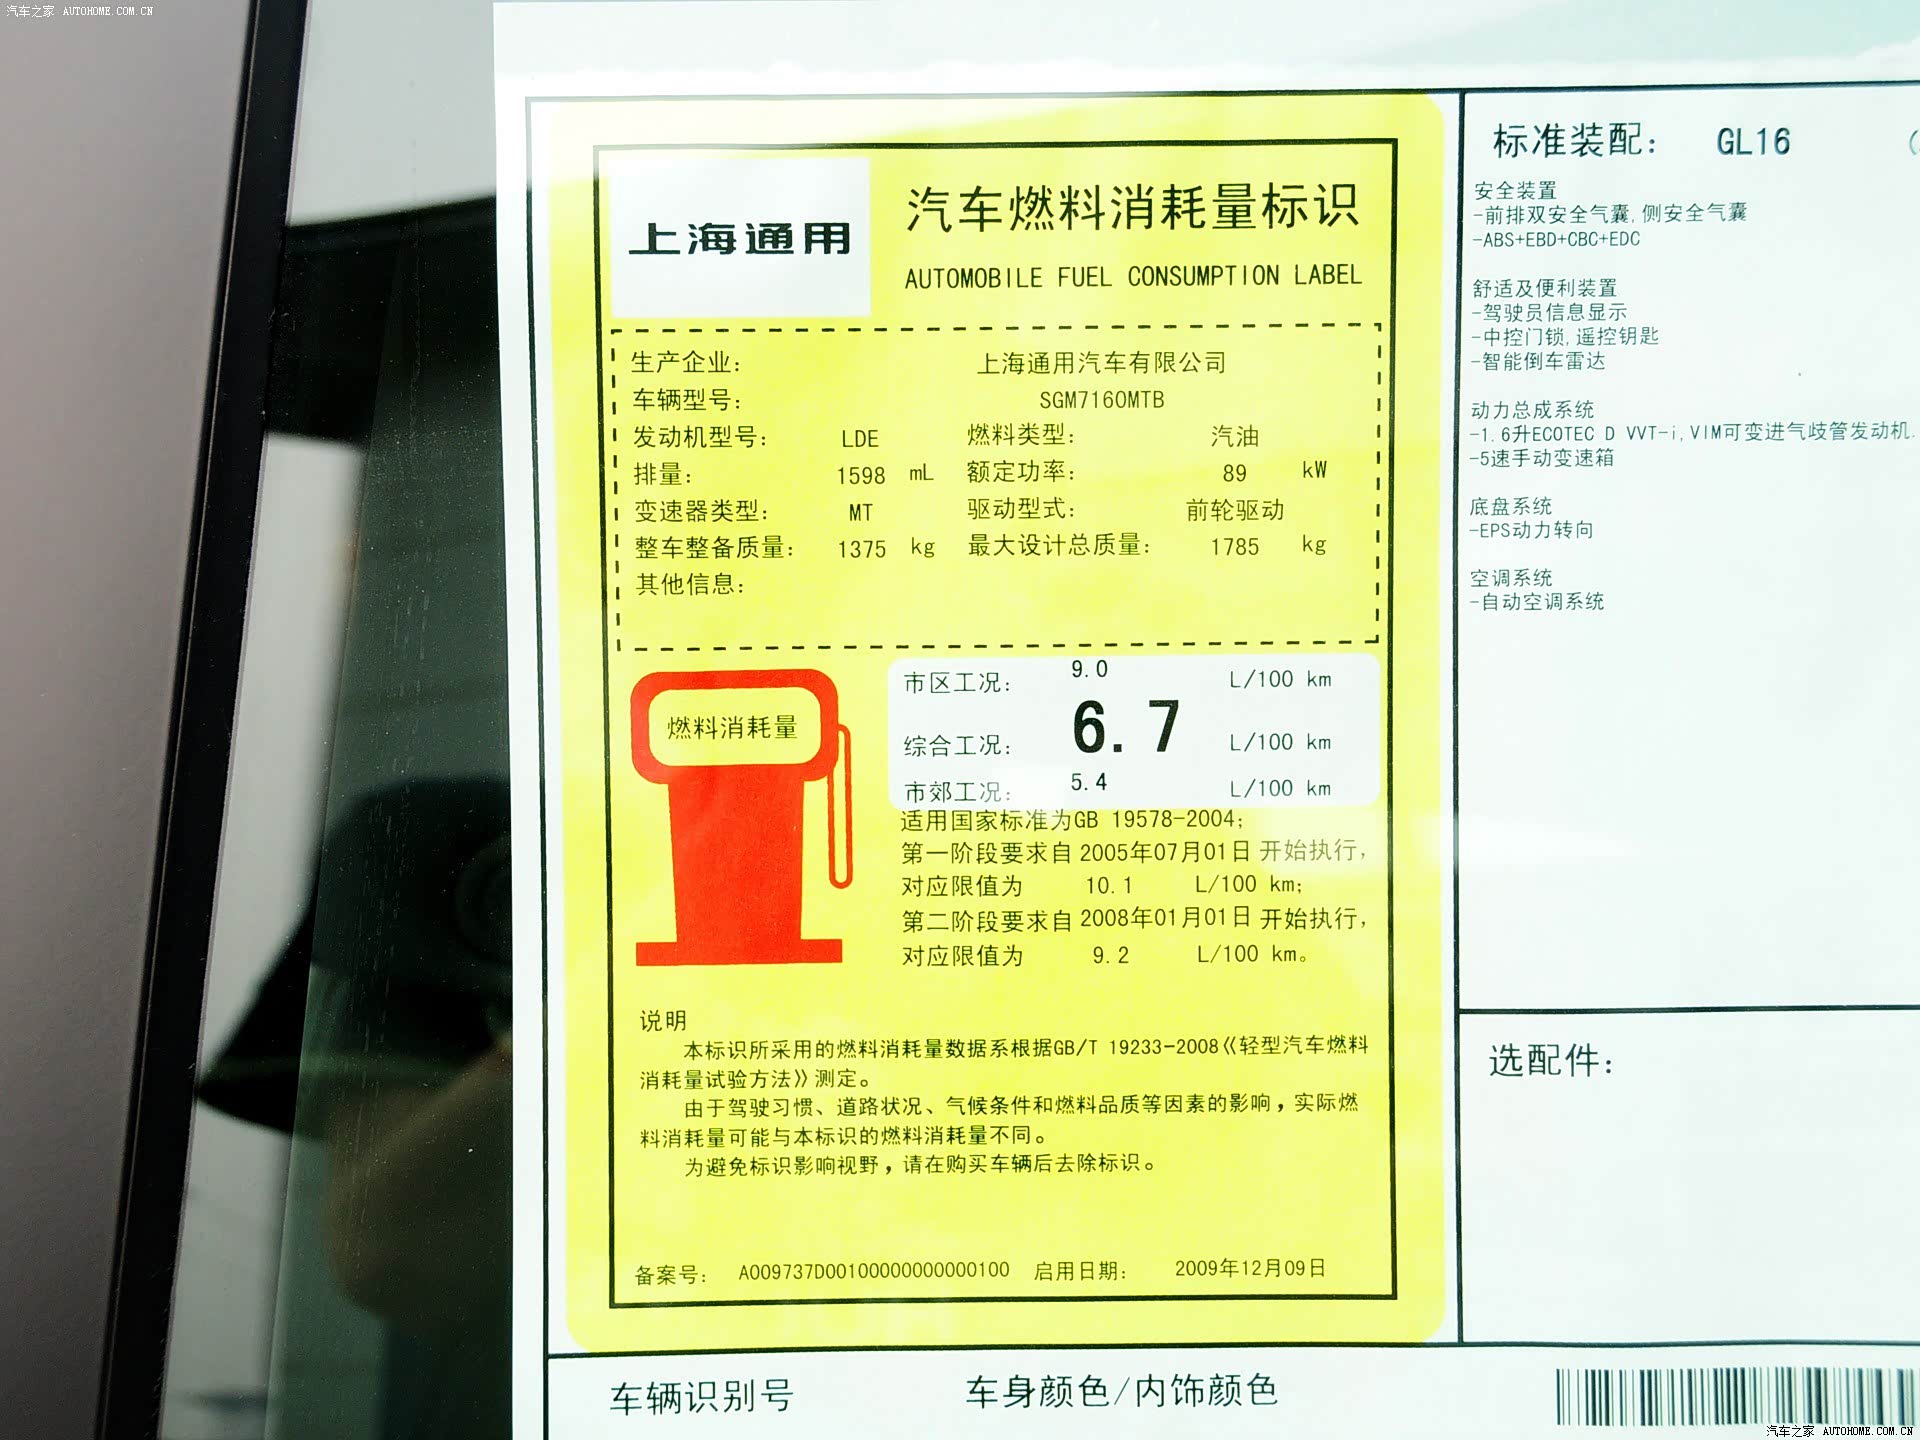 汽车之家 AUTOHOME.COM.CN
上海通用
汽车燃料消耗量标识
AUTOMOBILE FUEL CONSUMPTION LABEL
生产企业: 上海通用汽车有限公司
车辆型号: SGM7160MTB
发动机型号: LDE 燃料类型: 汽油
排量: 1598 mL 额定功率: 89 kW
变速器类型: MT 驱动型式: 前轮驱动
整车整备质量: 1375 kg 最大设计总质量: 1785 kg
其他信息:
燃料消耗量
市区工况: 9.0 L/100 km
综合工况: 6.7 L/100 km
市郊工况: 5.4 L/100 km
适用国家标准为GB 19578-2004;
第一阶段要求自 2005年07月01日 开始执行,
对应限值为 10.1 L/100 km;
第二阶段要求自 2008年01月01日 开始执行,
对应限值为 9.2 L/100 km。
说明
本标识所采用的燃料消耗量数据系根据GB/T 19233-2008《轻型汽车燃料
消耗量试验方法》测定。
由于驾驶习惯、道路状况、气候条件和燃料品质等因素的影响,实际燃
料消耗量可能与本标识的燃料消耗量不同。
为避免标识影响视野,请在购买车辆后去除标识。
备案号: A009737D00100000000000100 启用日期: 2009年12月09日
标准装配: GL16 (
安全装置
-前排双安全气囊,侧安全气囊
-ABS+EBD+CBC+EDC
舒适及便利装置
-驾驶员信息显示
-中控门锁,遥控钥匙
-智能倒车雷达
动力总成系统
-1.6升ECOTEC D VVT-i,VIM可变进气歧管发动机.
-5速手动变速箱
底盘系统
-EPS动力转向
空调系统
-自动空调系统
选配件:
车辆识别号 车身颜色/内饰颜色
汽车之家 AUTOHOME.COM.CN